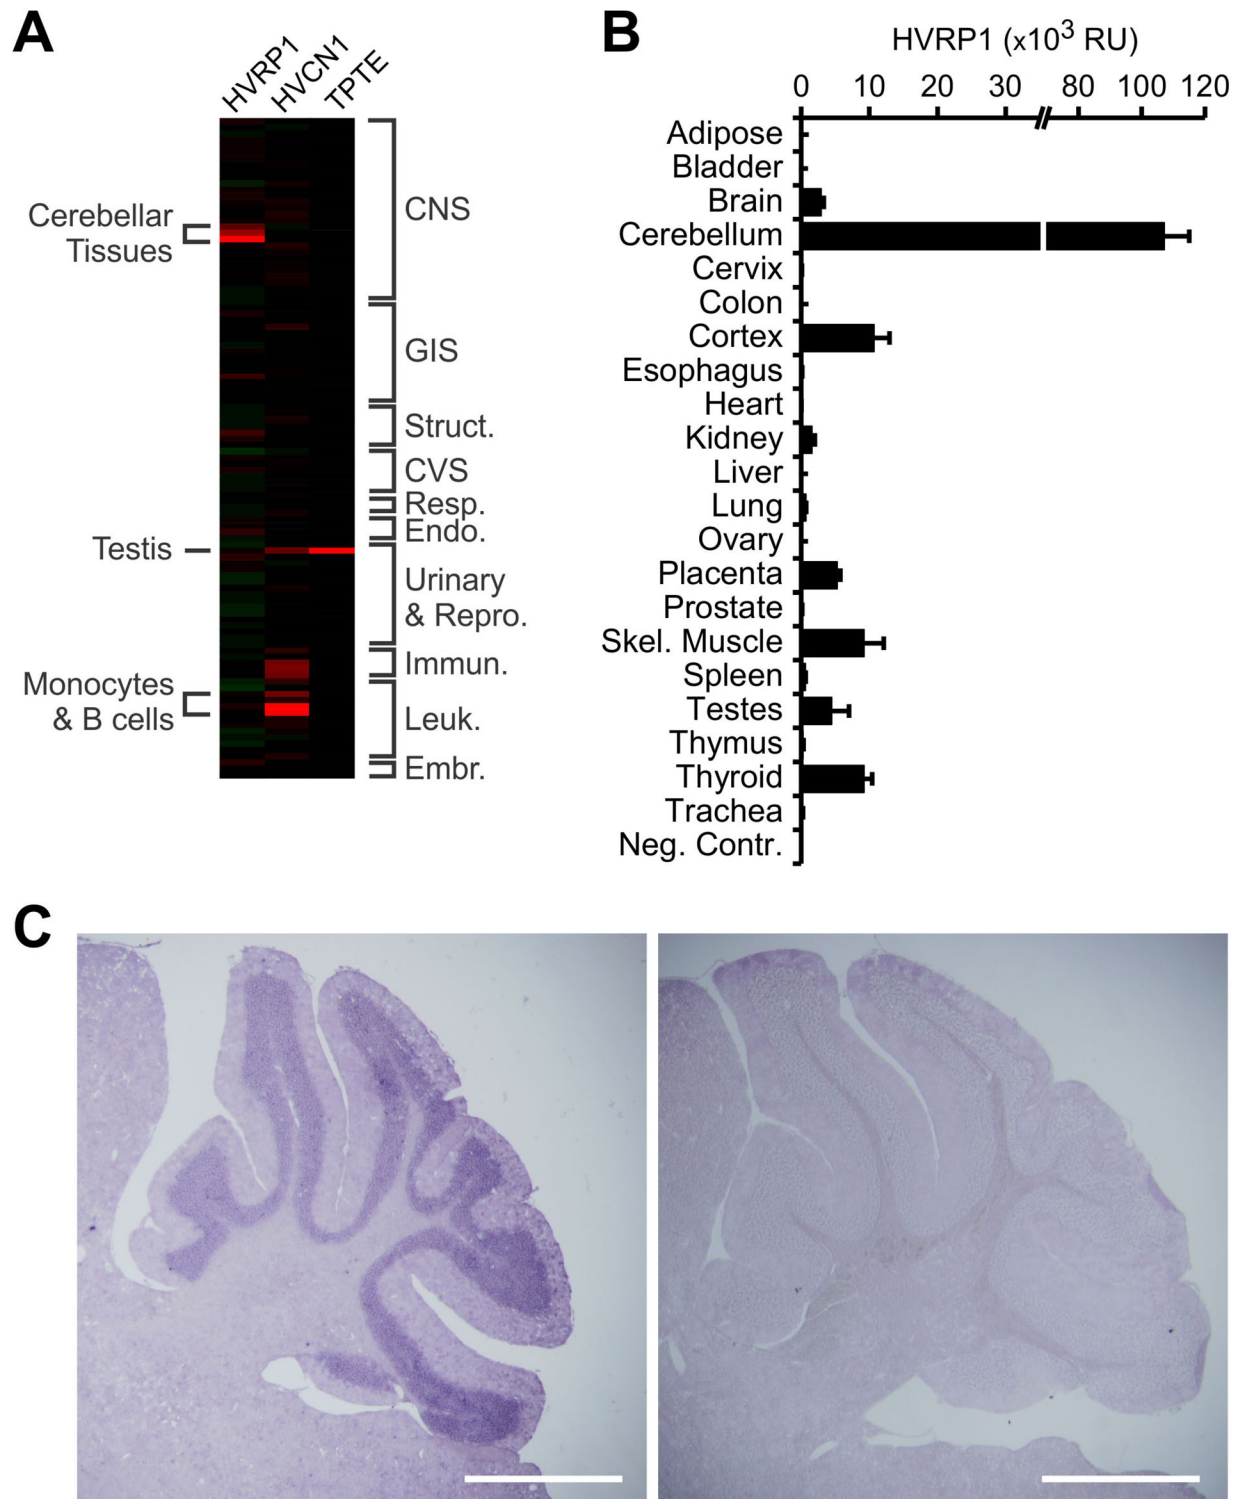 A
HVRP1
HVCN1
TPTE
Cerebellar
Tissues
Testis
Monocytes
& B cells
CNS
GIS
Struct.
CVS
Resp.
Endo.
Urinary
& Repro.
Immun.
Leuk.
Embr.
B
HVRP1 (x10³ RU)
0 10 20 30 80 100 120
Adipose
Bladder
Brain
Cerebellum
Cervix
Colon
Cortex
Esophagus
Heart
Kidney
Liver
Lung
Ovary
Placenta
Prostate
Skel. Muscle
Spleen
Testes
Thymus
Thyroid
Trachea
Neg. Contr.
C